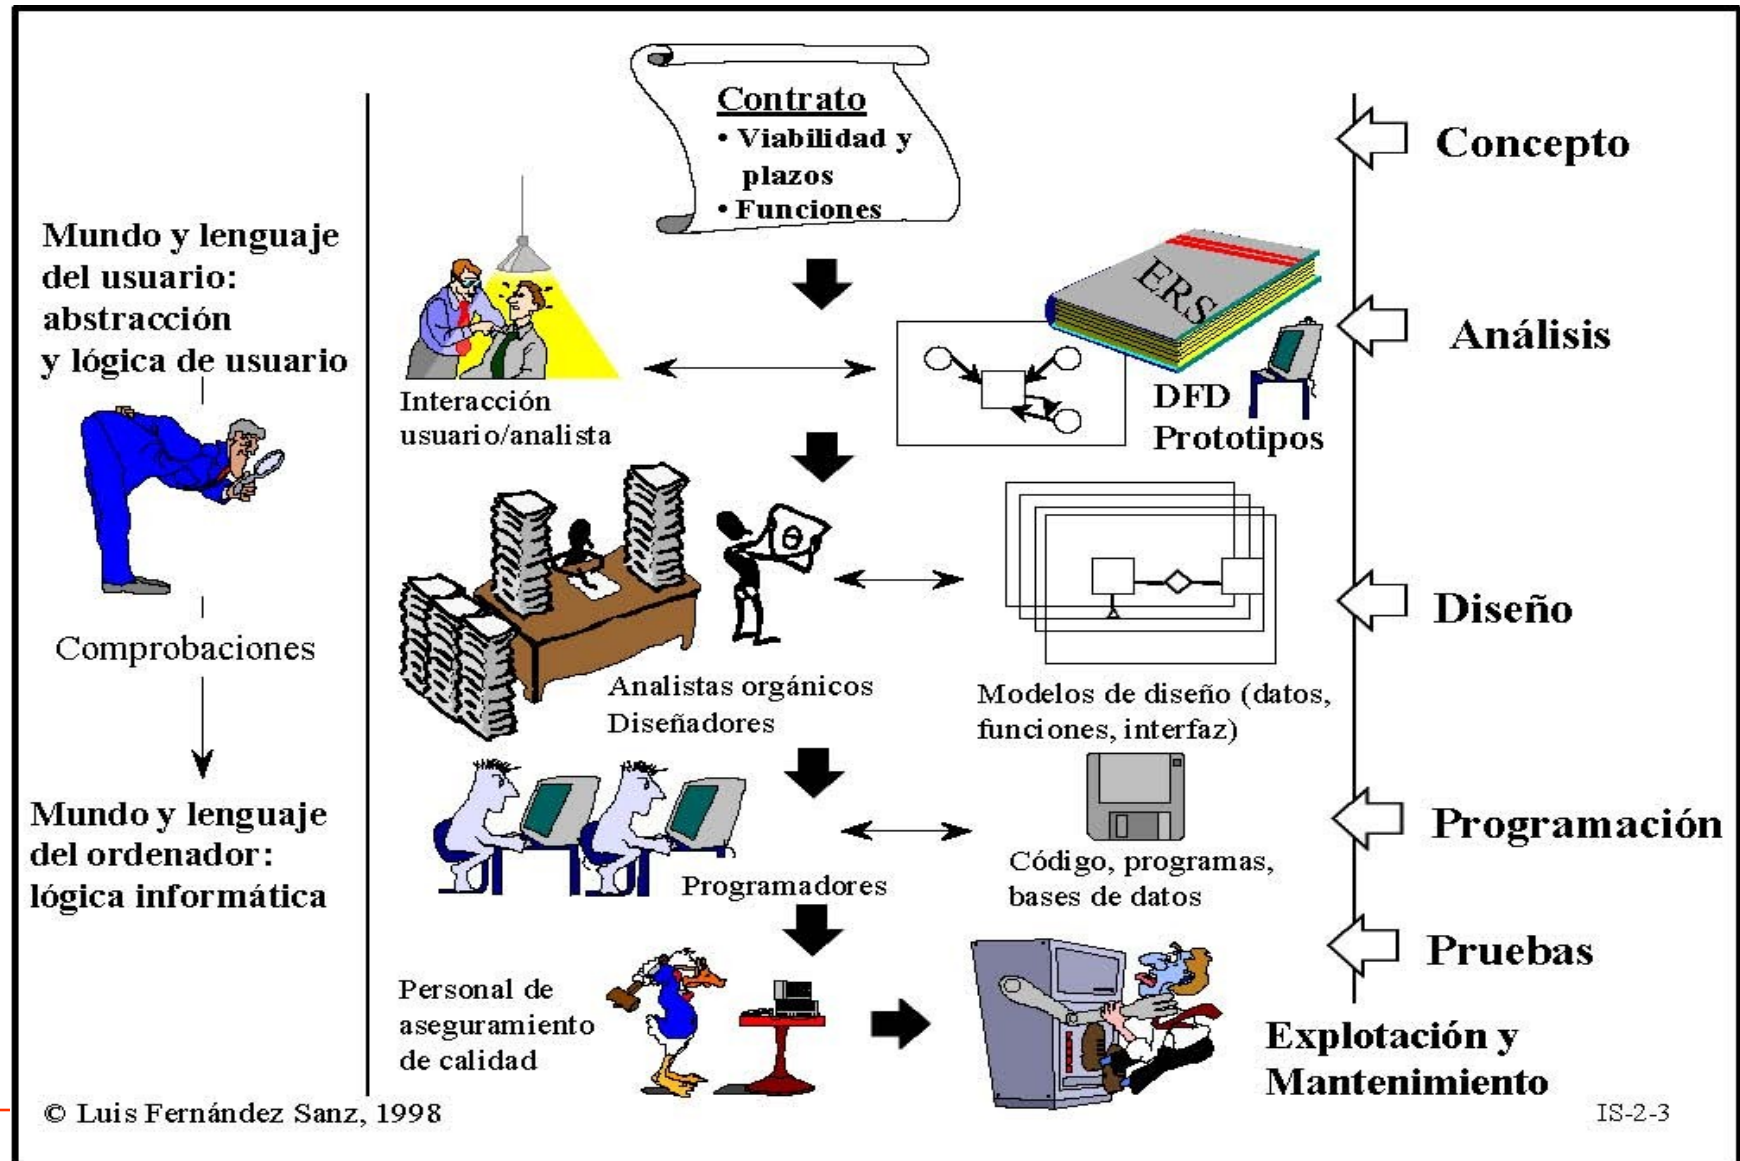 Contrato
• Viabilidad y
plazos
• Funciones
Concepto
Mundo y lenguaje
del usuario:
abstracción
y lógica de usuario
ERS
Análisis
Interacción
usuario/analista
DFD
Prototipos
Comprobaciones
Analistas orgánicos
Diseñadores
Modelos de diseño (datos,
funciones, interfaz)
Diseño
Mundo y lenguaje
del ordenador:
lógica informática
Programadores
Código, programas,
bases de datos
Programación
Pruebas
Personal de
aseguramiento
de calidad
Explotación y
Mantenimiento
© Luis Fernández Sanz, 1998
IS-2-3